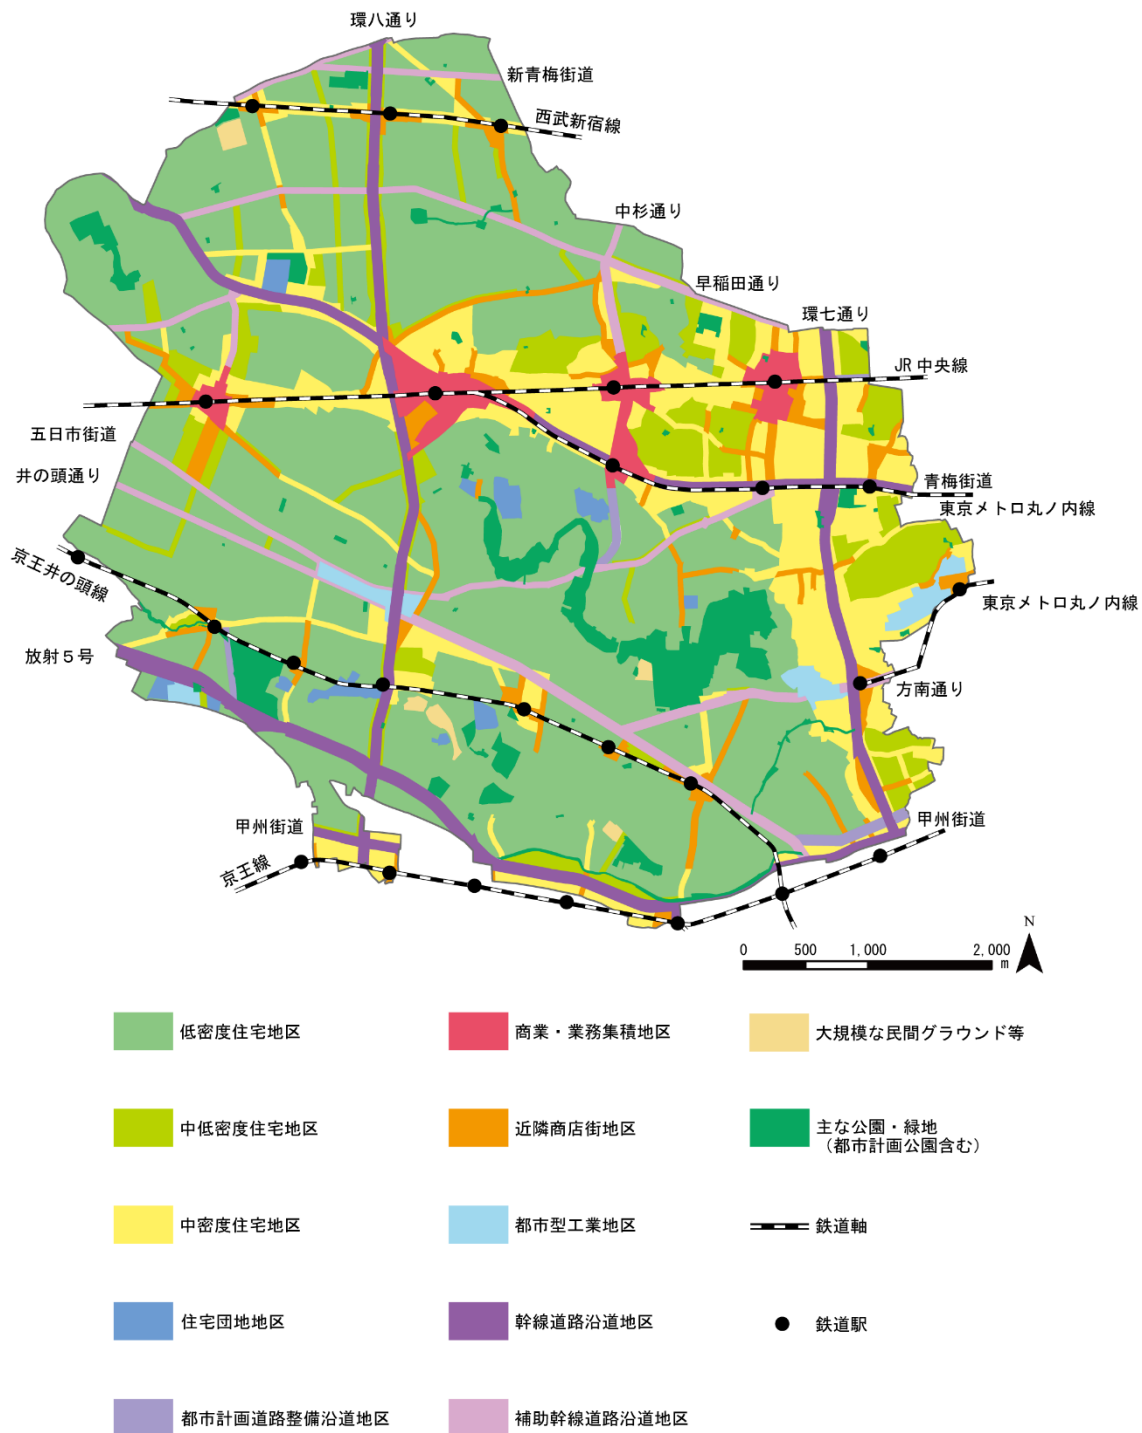 環八通り
新青梅街道
西武新宿線
中杉通り
早稲田通り
環七通り
JR中央線
五日市街道
井の頭通り
青梅街道
東京メトロ丸ノ内線
京王井の頭線
東京メトロ丸ノ内線
放射５号
方南通り
甲州街道
甲州街道
京王線
N
0 500 1,000 2,000
m
低密度住宅地区
商業・業務集積地区
大規模な民間グラウンド等
中低密度住宅地区
近隣商店街地区
主な公園・緑地
（都市計画公園含む）
中密度住宅地区
都市型工業地区
鉄道軸
住宅団地地区
幹線道路沿道地区
鉄道駅
都市計画道路整備沿道地区
補助幹線道路沿道地区